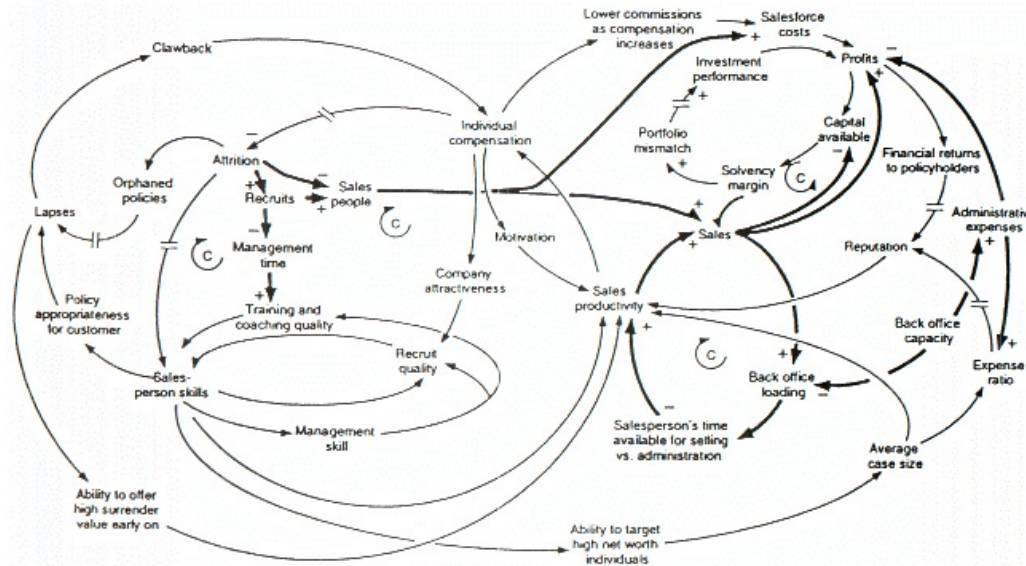 Lower commissions
as compensation
increases
Salesforce
costs
Clawback
Investment
performance
Profits
Individual
compensation
Portfolio
mismatch
Capital
available
Attrition
Solvency
margin
Financial returns
to policyholders
Orphaned
policies
Recruits
Sales
people
Lapses
Sales
Administrative
expenses
Motivation
Reputation
Management
time
Company
attractiveness
Sales
productivity
Policy
appropriateness
for customer
Training and
coaching quality
Back office
capacity
Recruit
quality
Sales-
person skills
Back office
loading
Expense
ratio
Management
skill
Salesperson's time
available for selling
vs. administration
Average
case size
Ability to offer
high surrender
value early on
Ability to target
high net worth
individuals
C
C
C
C